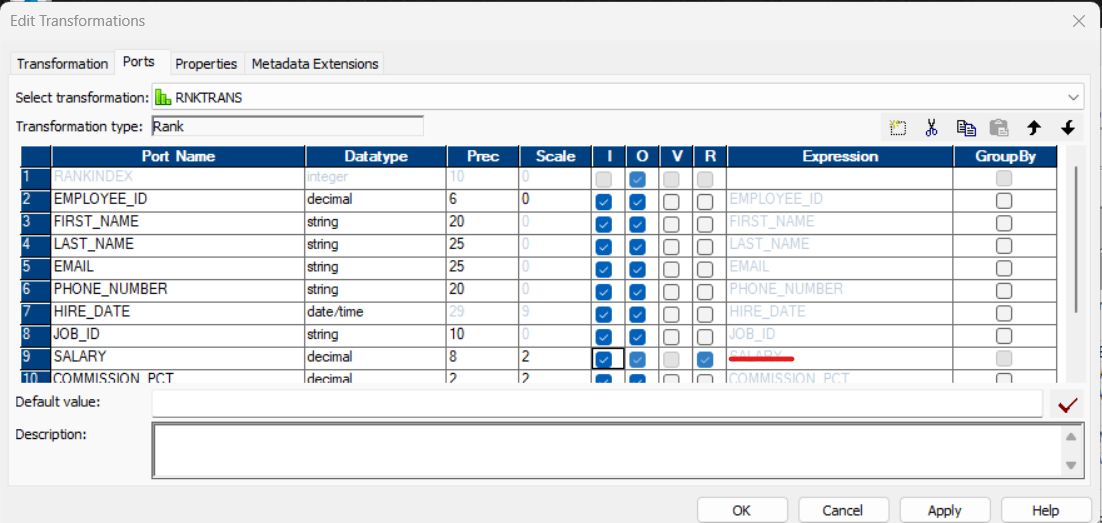 Edit Transformations
Transformation Ports Properties Metadata Extensions
Select transformation: RNKTRANS
Transformation type: Rank
Port Name Datatype Prec Scale I O V R Expression GroupBy
1 RANKINDEX integer 10 0
2 EMPLOYEE_ID decimal 6 0 EMPLOYEE_ID
3 FIRST_NAME string 20 0 FIRST_NAME
4 LAST_NAME string 25 0 LAST_NAME
5 EMAIL string 25 0 EMAIL
6 PHONE_NUMBER string 20 0 PHONE_NUMBER
7 HIRE_DATE date/time 29 9 HIRE_DATE
8 JOB_ID string 10 0 JOB_ID
9 SALARY decimal 8 2 SALARY
10 COMMISSION_PCT decimal 2 2 COMMISSION_PCT
Default value:
Description:
OK Cancel Apply Help